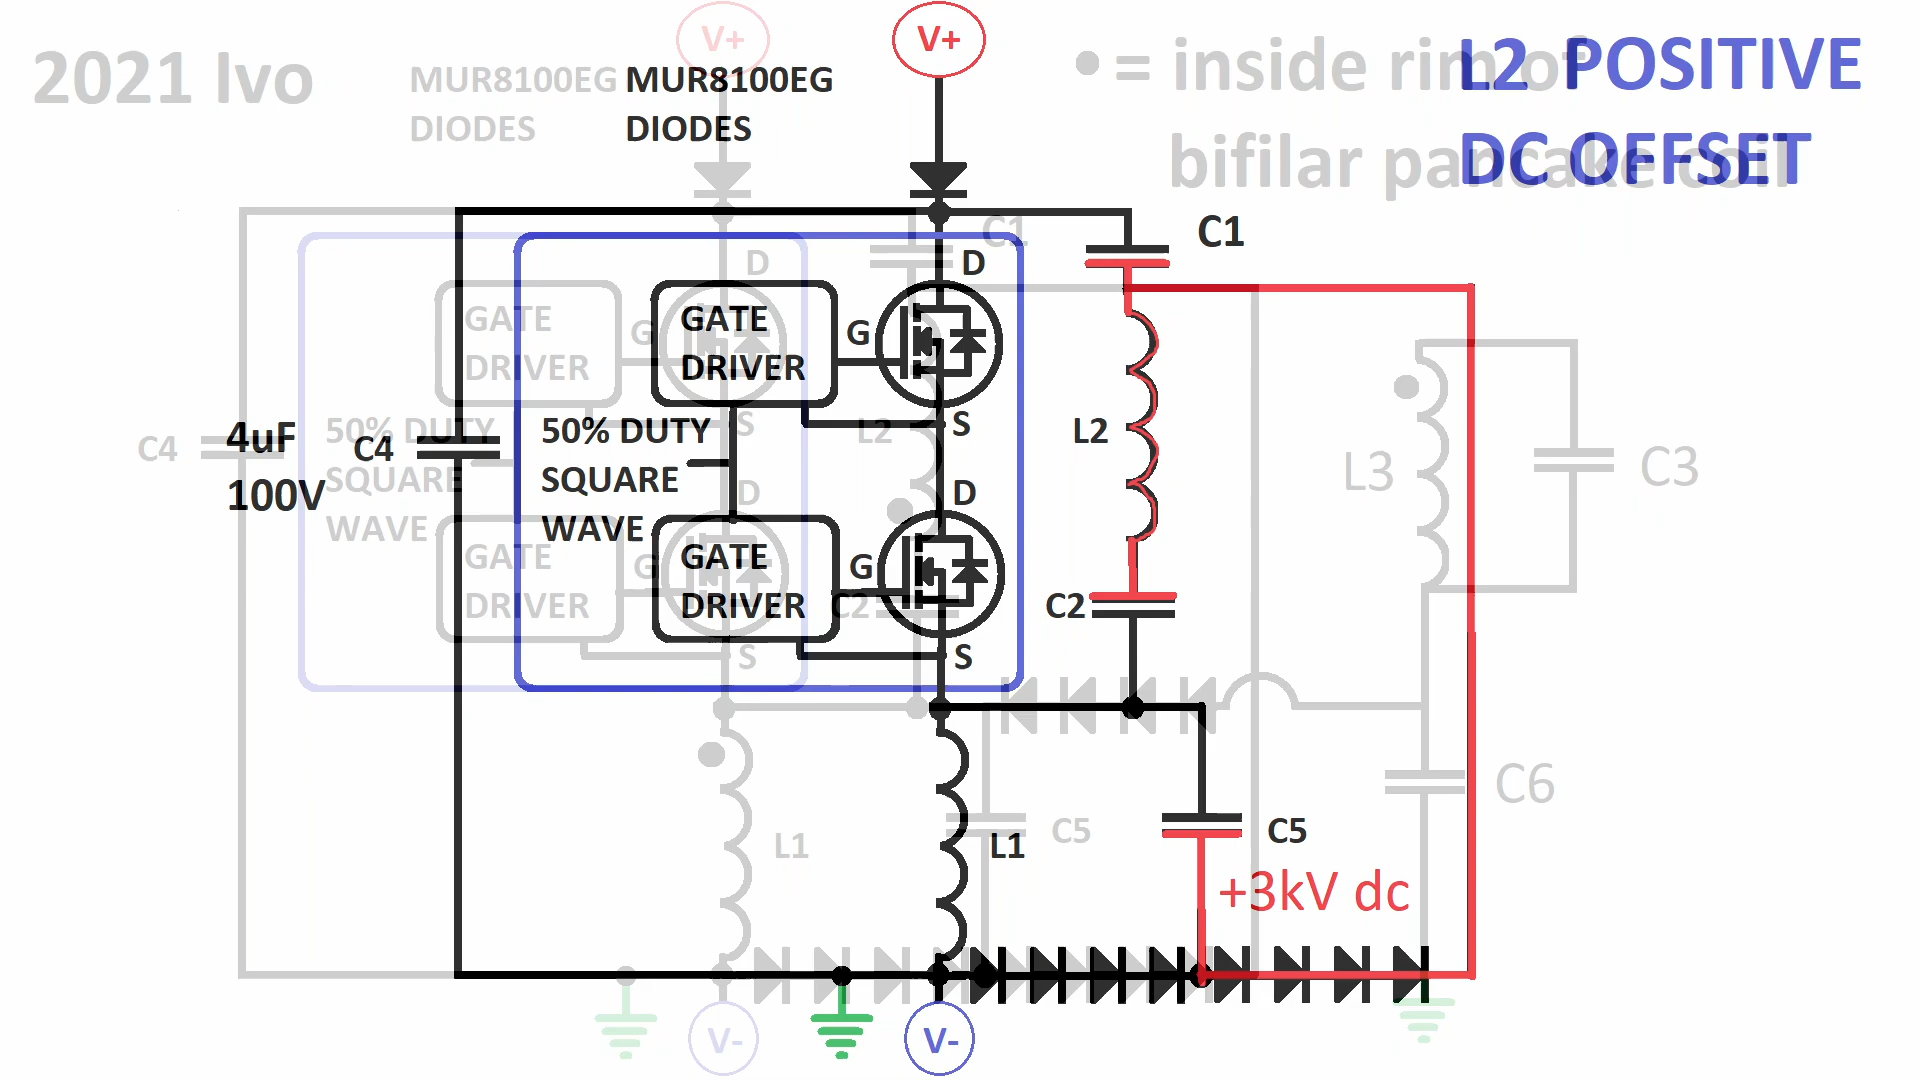 2021 Ivo
V+
V+
MUR8100EG
DIODES
MUR8100EG
DIODES
= inside rim of
bifilar pancake coil
L2 POSITIVE
DC OFFSET
C1
C1
D
D
GATE
DRIVER
G
GATE
DRIVER
G
S
S
C4
4uF
100V
C4
50% DUTY
SQUARE
WAVE
50% DUTY
SQUARE
WAVE
L2
L2
L3
C3
D
D
GATE
DRIVER
G
GATE
DRIVER
G
C2
C2
S
S
L1
L1
C5
C5
C6
+3kV dc
V-
V-